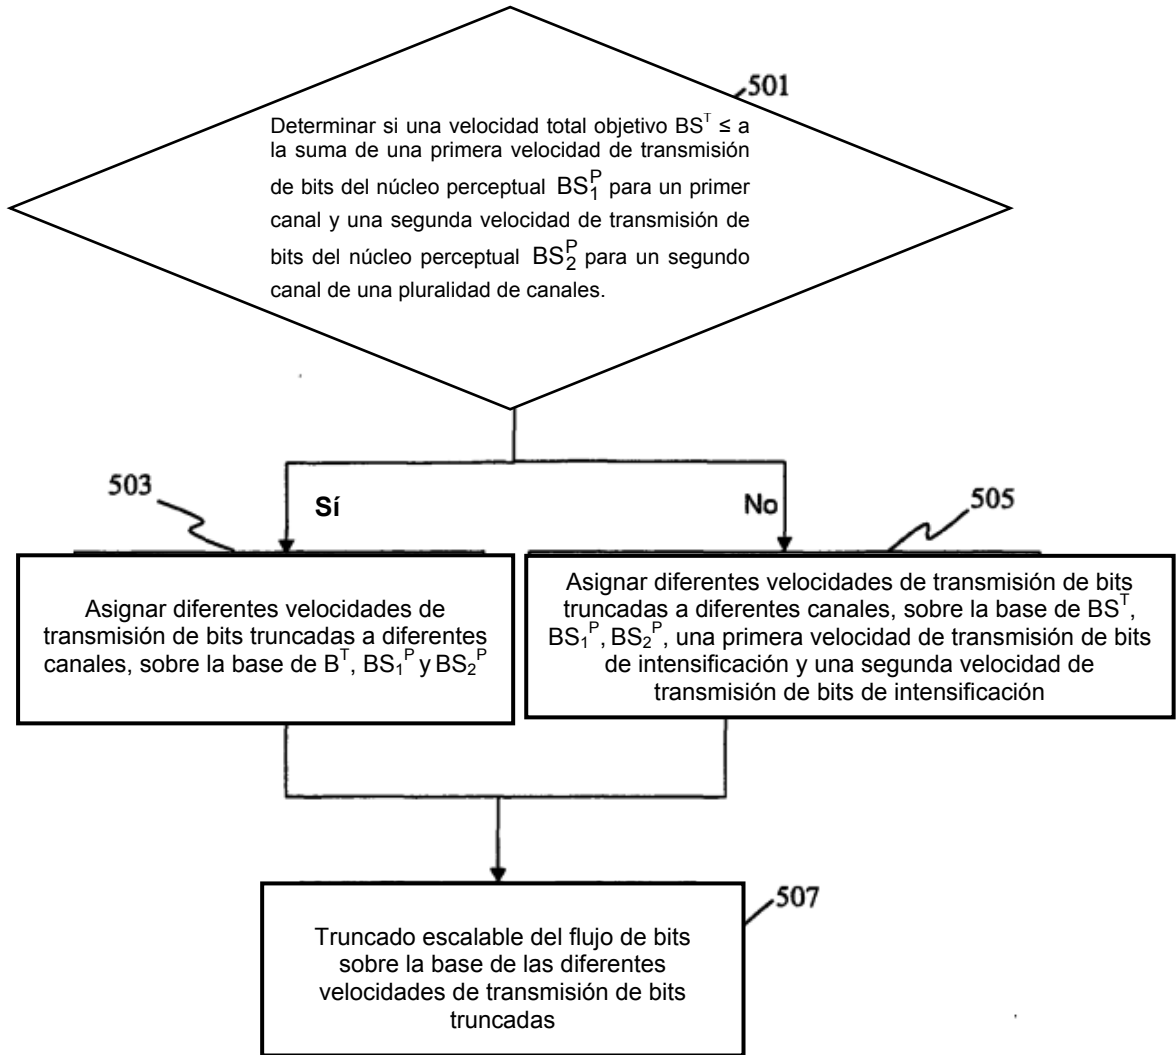 501
Determinar si una velocidad total objetivo BS^T ≤ a
la suma de una primera velocidad de transmisión
de bits del núcleo perceptual BS_1^P para un primer
canal y una segunda velocidad de transmisión de
bits del núcleo perceptual BS_2^P para un segundo
canal de una pluralidad de canales.
503
Sí
No
505
Asignar diferentes velocidades de
transmisión de bits truncadas a diferentes
canales, sobre la base de B^T, BS_1^P y BS_2^P
Asignar diferentes velocidades de transmisión de bits
truncadas a diferentes canales, sobre la base de BS^T,
BS_1^P, BS_2^P, una primera velocidad de transmisión de bits
de intensificación y una segunda velocidad de
transmisión de bits de intensificación
507
Truncado escalable del flujo de bits
sobre la base de las diferentes
velocidades de transmisión de bits
truncadas